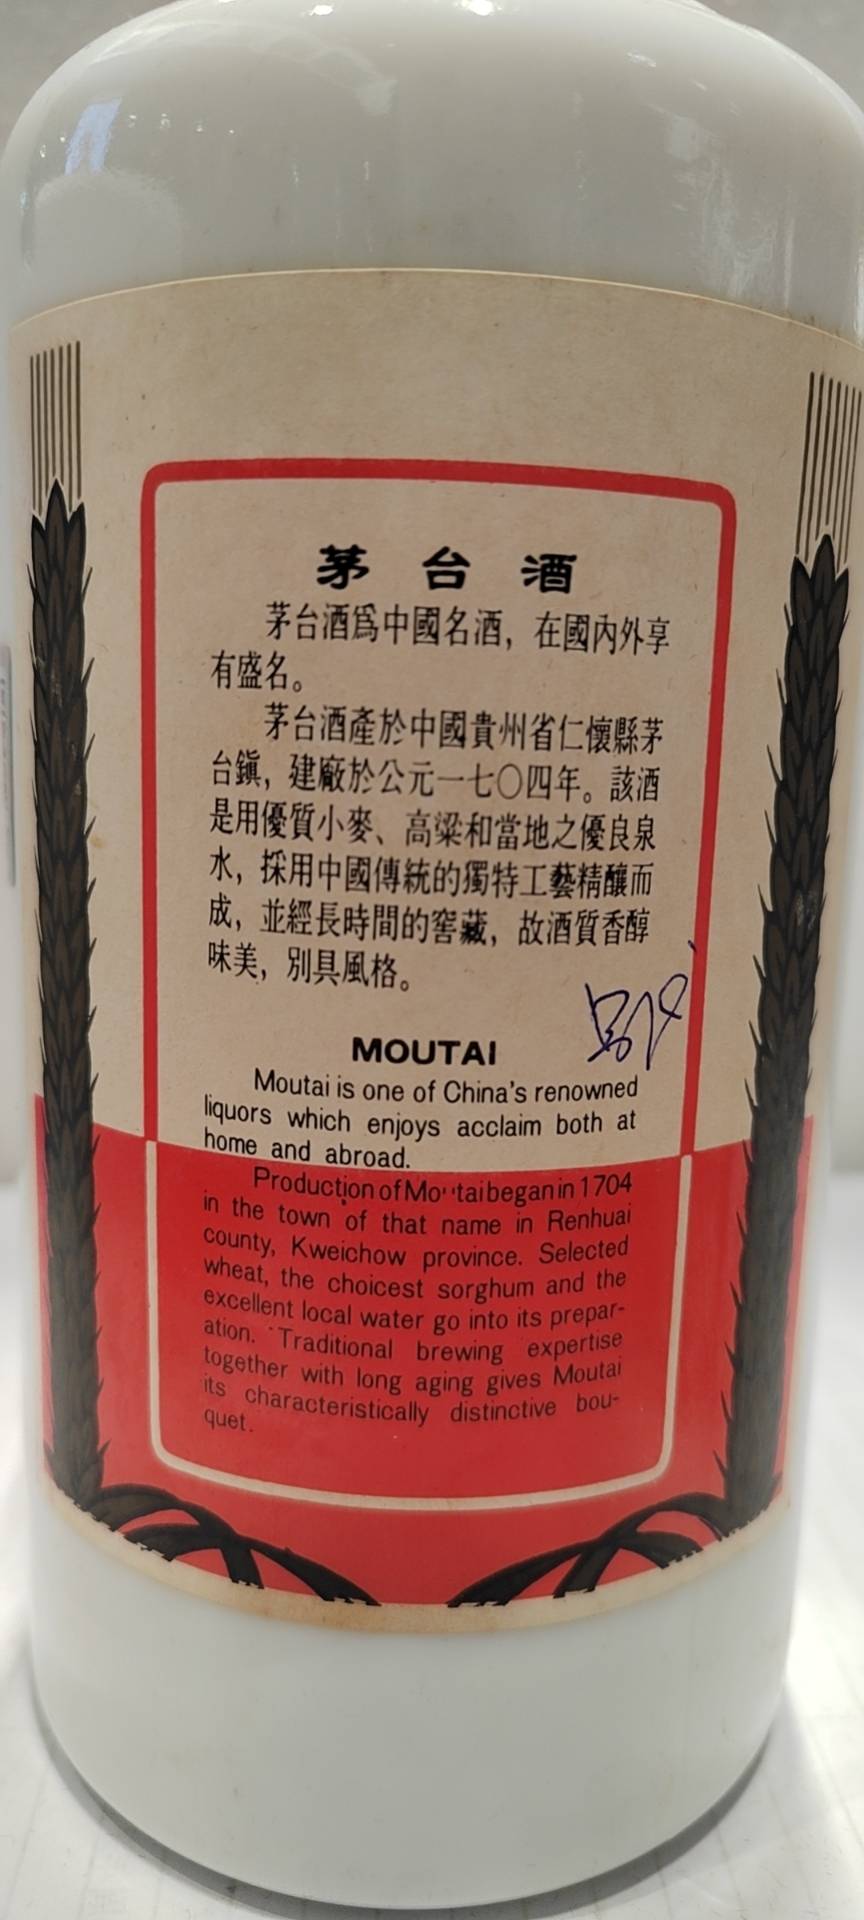 茅台酒
茅台酒爲中國名酒，在國內外享
有盛名。
茅台酒產於中國貴州省仁懷縣茅
台鎮，建廠於公元一七〇四年。該酒
是用優質小麥、高粱和當地之優良泉
水，採用中國傳統的獨特工藝精釀而
成，並經長時間的窖藏，故酒質香醇
味美，別具風格。
MOUTAI
Moutai is one of China's renowned
liquors which enjoys acclaim both at
home and abroad.
Production of Moutai began in 1704
in the town of that name in Renhuai
county, Kweichow province. Selected
wheat, the choicest sorghum and the
excellent local water go into its prepar-
ation. Traditional brewing expertise
together with long aging gives Moutai
its characteristically distinctive bou-
quet.